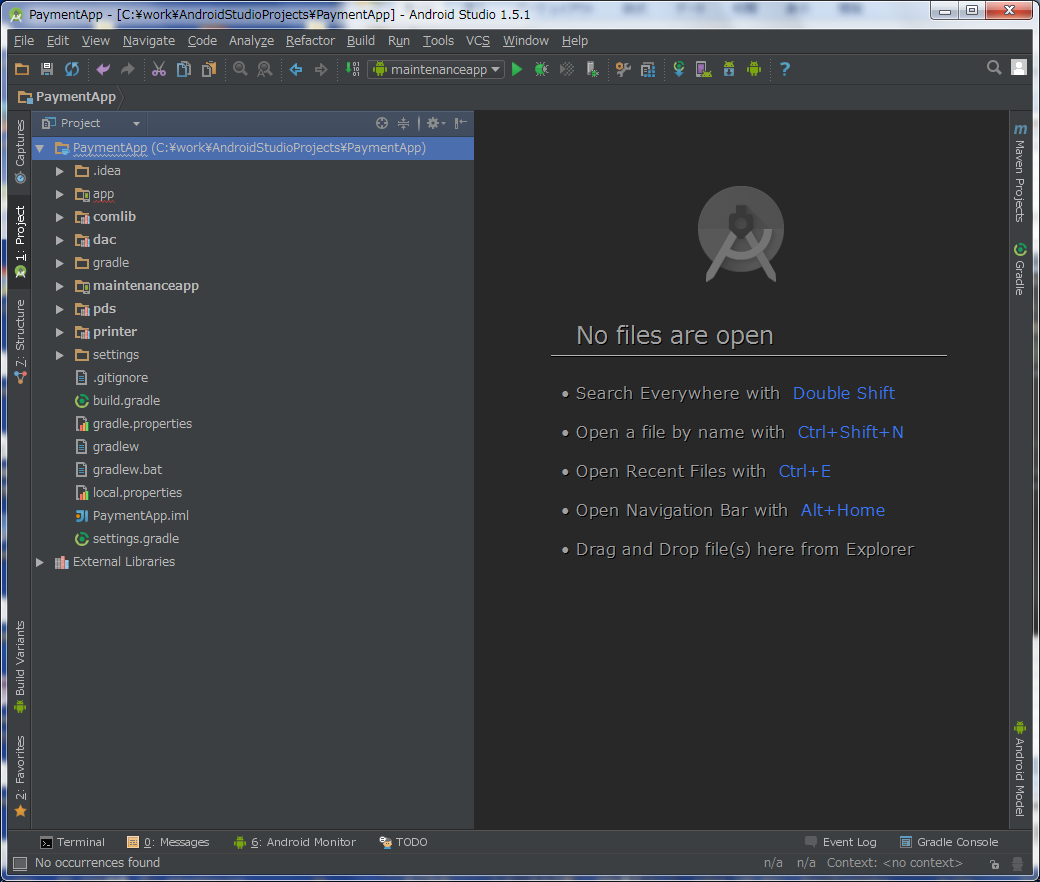 PaymentApp - [C:¥work¥AndroidStudioProjects¥PaymentApp] - Android Studio 1.5.1
File Edit View Navigate Code Analyze Refactor Build Run Tools VCS Window Help
maintenanceapp
PaymentApp
Project
PaymentApp (C:¥work¥AndroidStudioProjects¥PaymentApp)
.idea
app
comlib
dac
gradle
maintenanceapp
pds
printer
settings
.gitignore
build.gradle
gradle.properties
gradlew
gradlew.bat
local.properties
PaymentApp.iml
settings.gradle
External Libraries
Captures
1: Project
7: Structure
Build Variants
2: Favorites
No files are open
• Search Everywhere with Double Shift
• Open a file by name with Ctrl+Shift+N
• Open Recent Files with Ctrl+E
• Open Navigation Bar with Alt+Home
• Drag and Drop file(s) here from Explorer
m Maven Projects
Gradle
Android Model
Terminal 0: Messages 6: Android Monitor TODO Event Log Gradle Console
No occurrences found n/a n/a Context: <no context>